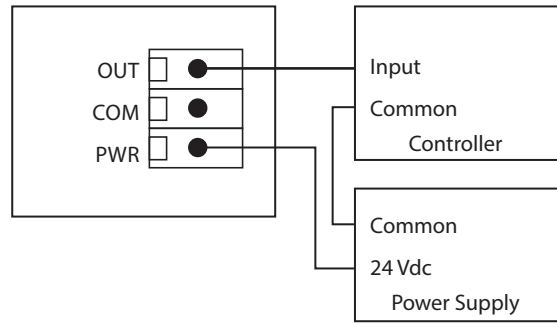 OUT
COM
PWR
Input
Common
Controller
Common
24 Vdc
Power Supply